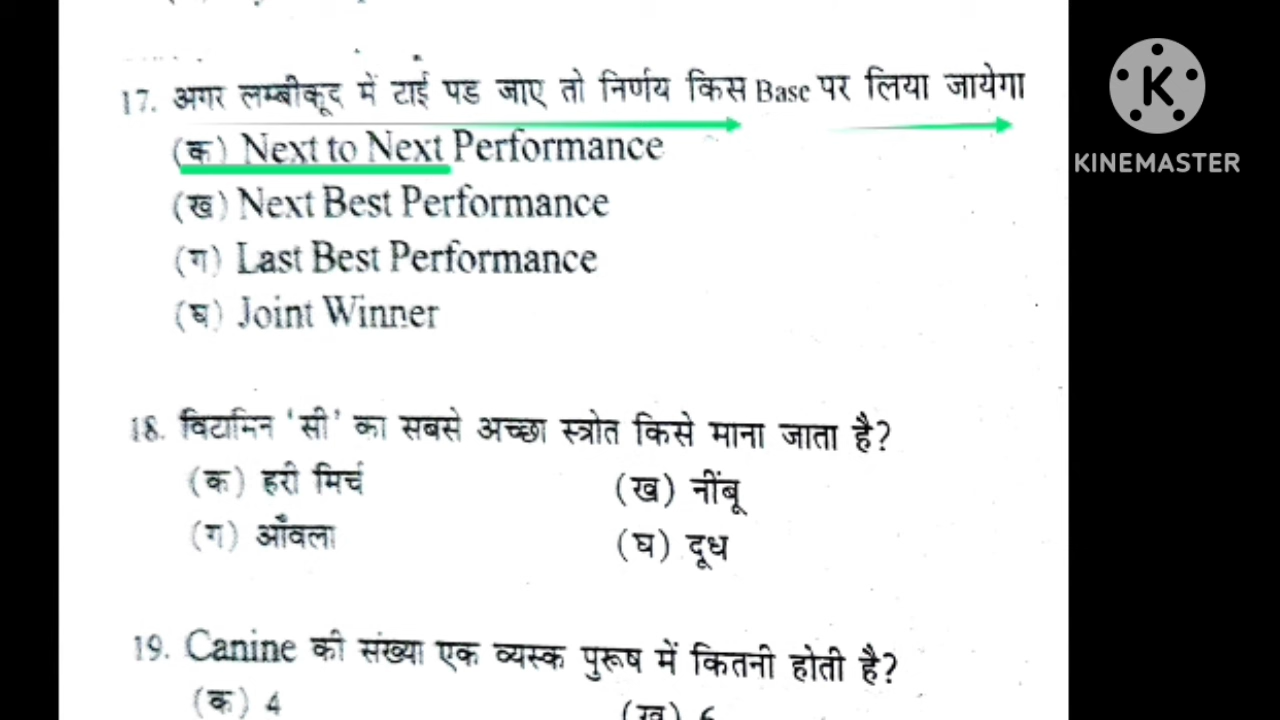 17. अगर लम्बीकूद में टाई पड जाए तो निर्णय किस Base पर लिया जायेगा
(क) Next to Next Performance
(ख) Next Best Performance
(ग) Last Best Performance
(घ) Joint Winner
18. विटामिन 'सी' का सबसे अच्छा स्त्रोत किसे माना जाता है?
(क) हरी मिर्च (ख) नींबू
(ग) आँवला (घ) दूध
19. Canine की संख्या एक व्यस्क पुरूष में कितनी होती है?
(क) 4 (ख) 6
K
KINEMASTER